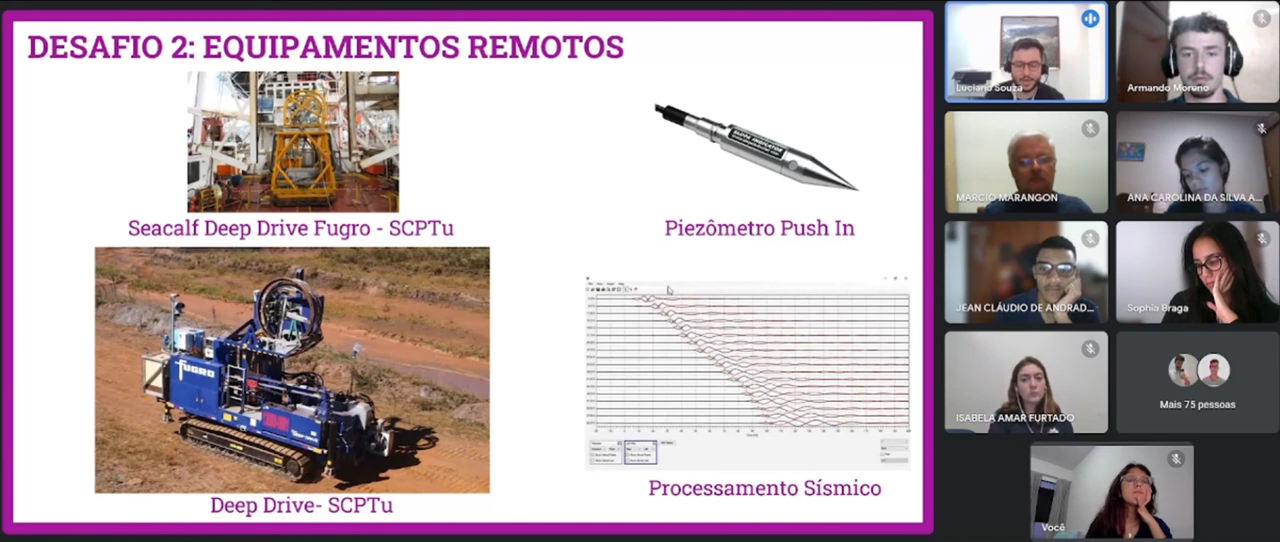 DESAFIO 2: EQUIPAMENTOS REMOTOS
Seacalf Deep Drive Fugro - SCPTu
SLOPE INDICATOR
Piezômetro Push In
FUGRO
Deep Drive- SCPTu
Processamento Sísmico
Luciano Souza
Armando Moreno
MARCIO MARANGON
ANA CAROLINA DA SILVA A...
JEAN CLÁUDIO DE ANDRAD...
Sophia Braga
ISABELA AMAR FURTADO
Mais 75 pessoas
Você